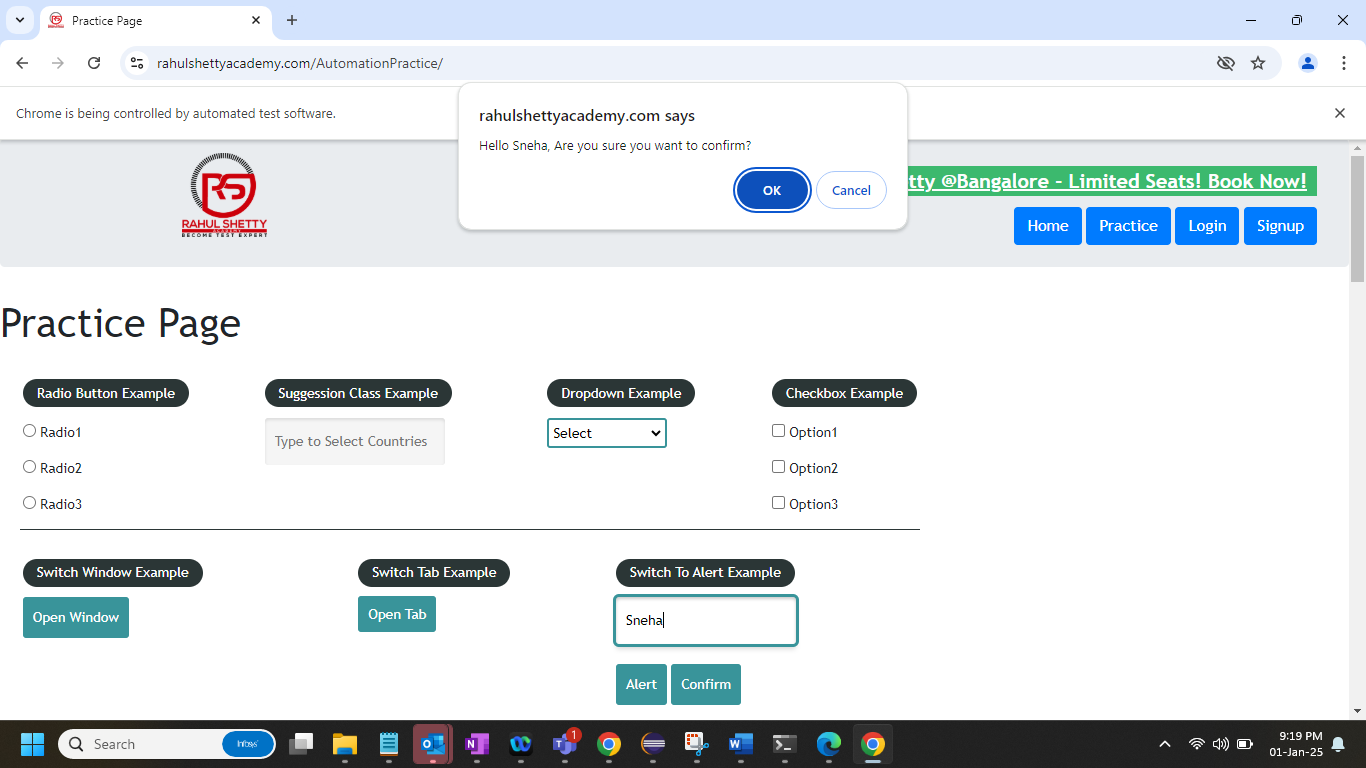 Practice Page
rahulshettyacademy.com/AutomationPractice/
Chrome is being controlled by automated test software.
rahulshettyacademy.com says
Hello Sneha, Are you sure you want to confirm?
OK
Cancel
RS
RAHUL SHETTY
ACADEMY
BECOME TEST EXPERT
tty @Bangalore - Limited Seats! Book Now!
Home
Practice
Login
Signup
Practice Page
Radio Button Example
Suggession Class Example
Dropdown Example
Checkbox Example
Radio1
Type to Select Countries
Select
Option1
Radio2
Option2
Radio3
Option3
Switch Window Example
Switch Tab Example
Switch To Alert Example
Open Window
Open Tab
Sneha
Alert
Confirm
Search
Infosys
1
9:19 PM
01-Jan-25